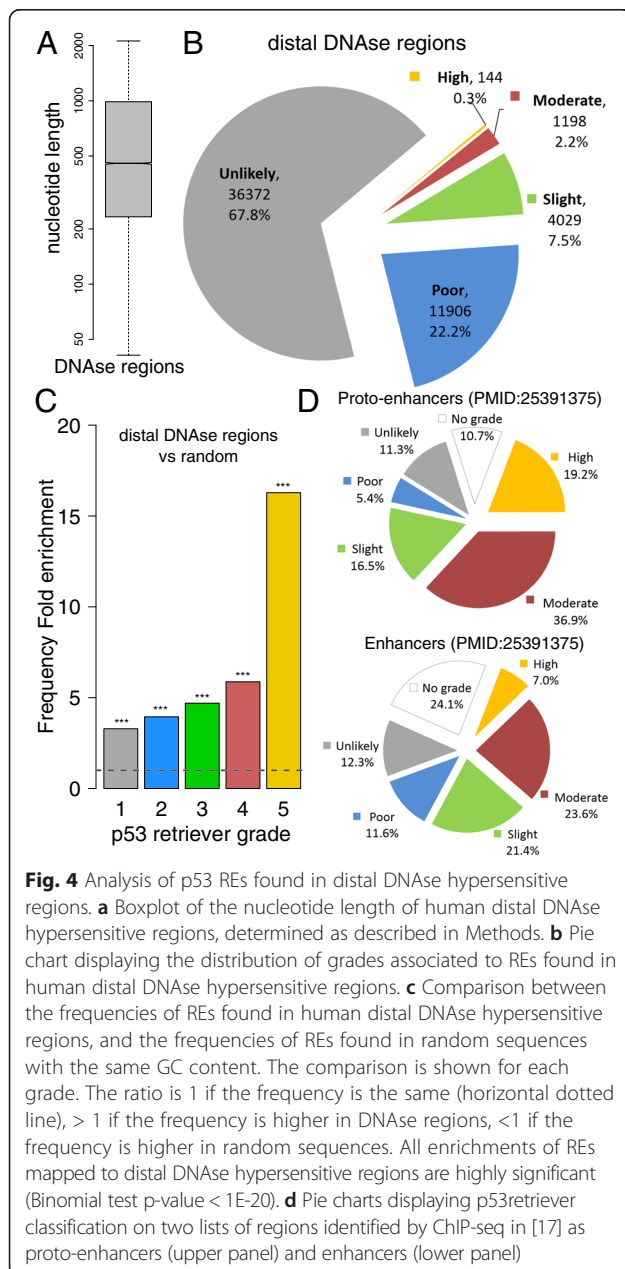 A
nucleotide length
2000
1000
500
200
100
50
DNAse regions
B
distal DNAse regions
High, 144
0.3%
Moderate,
1198
2.2%
Slight,
4029
7.5%
Poor,
11906
22.2%
Unlikely,
36372
67.8%
C
distal DNAse regions
vs random
Frequency Fold enrichment
20
15
10
5
0
***
***
***
***
***
1 2 3 4 5
p53 retriever grade
D
Proto-enhancers (PMID:25391375)
No grade
10.7%
High
19.2%
Moderate
36.9%
Slight
16.5%
Poor
5.4%
Unlikely
11.3%
Enhancers (PMID:25391375)
No grade
24.1%
High
7.0%
Moderate
23.6%
Slight
21.4%
Poor
11.6%
Unlikely
12.3%
Fig. 4 Analysis of p53 REs found in distal DNAse hypersensitive
regions. a Boxplot of the nucleotide length of human distal DNAse
hypersensitive regions, determined as described in Methods. b Pie
chart displaying the distribution of grades associated to REs found in
human distal DNAse hypersensitive regions. c Comparison between
the frequencies of REs found in human distal DNAse hypersensitive
regions, and the frequencies of REs found in random sequences
with the same GC content. The comparison is shown for each
grade. The ratio is 1 if the frequency is the same (horizontal dotted
line), > 1 if the frequency is higher in DNAse regions, <1 if the
frequency is higher in random sequences. All enrichments of REs
mapped to distal DNAse hypersensitive regions are highly significant
(Binomial test p-value < 1E-20). d Pie charts displaying p53retriever
classification on two lists of regions identified by ChIP-seq in [17] as
proto-enhancers (upper panel) and enhancers (lower panel)